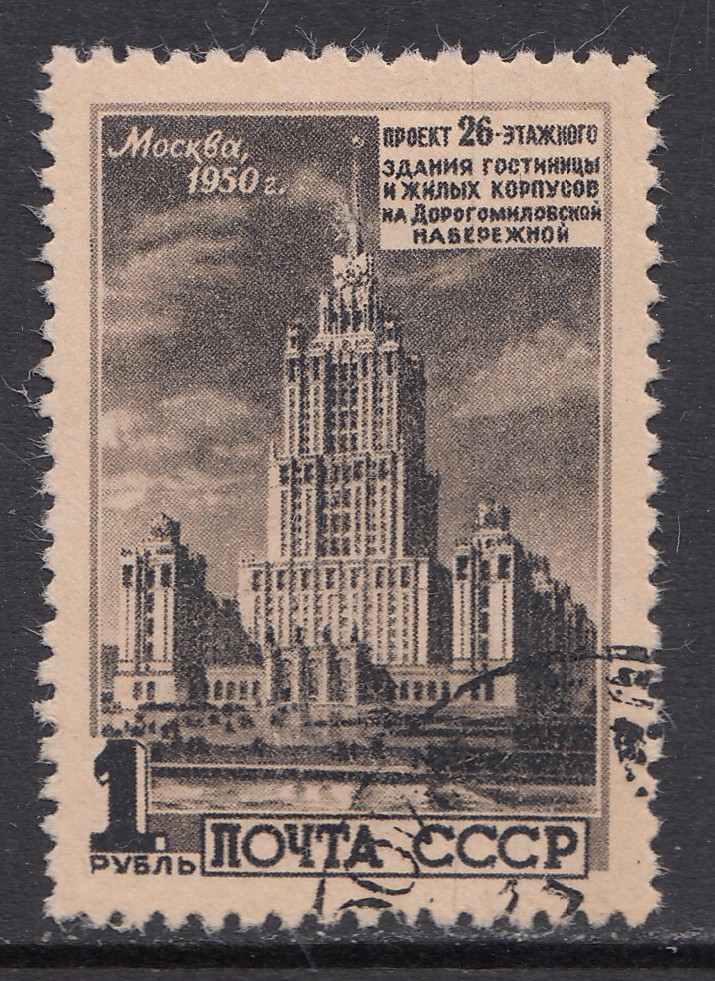 Москва,
1950 г.
ПРОЕКТ 26-ЭТАЖНОГО
ЗДАНИЯ ГОСТИНИЦЫ
И ЖИЛЫХ КОРПУСОВ
НА ДОРОГОМИЛОВСКОЙ
НАБЕРЕЖНОЙ
1.
РУБЛЬ
ПОЧТА СССР